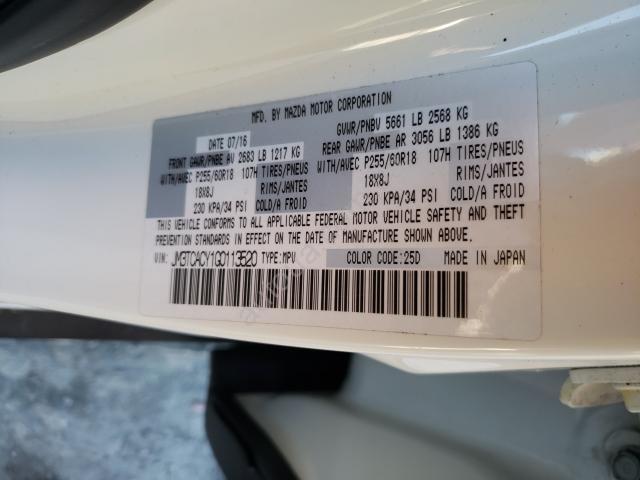 MFD. BY MAZDA MOTOR CORPORATION
DATE 07/16 GVWR/PNBV 5661 LB 2568 KG
FRONT GAWR/PNBE AV 2683 LB 1217 KG REAR GAWR/PNBE AR 3056 LB 1386 KG
WITH/AVEC P255/60R18 107H TIRES/PNEUS WITH/AVEC P255/60R18 107H TIRES/PNEUS
18X8J RIMS/JANTES 18X8J RIMS/JANTES
230 KPA/34 PSI COLD/A FROID 230 KPA/34 PSI COLD/A FROID
THIS VEHICLE CONFORMS TO ALL APPLICABLE FEDERAL MOTOR VEHICLE SAFETY AND THEFT
PREVENTION STANDARDS IN EFFECT ON THE DATE OF MANUFACTURE SHOWN ABOVE.
VIN: JM3TCACY1G0113520 TYPE:MPV COLOR CODE:25D MADE IN JAPAN